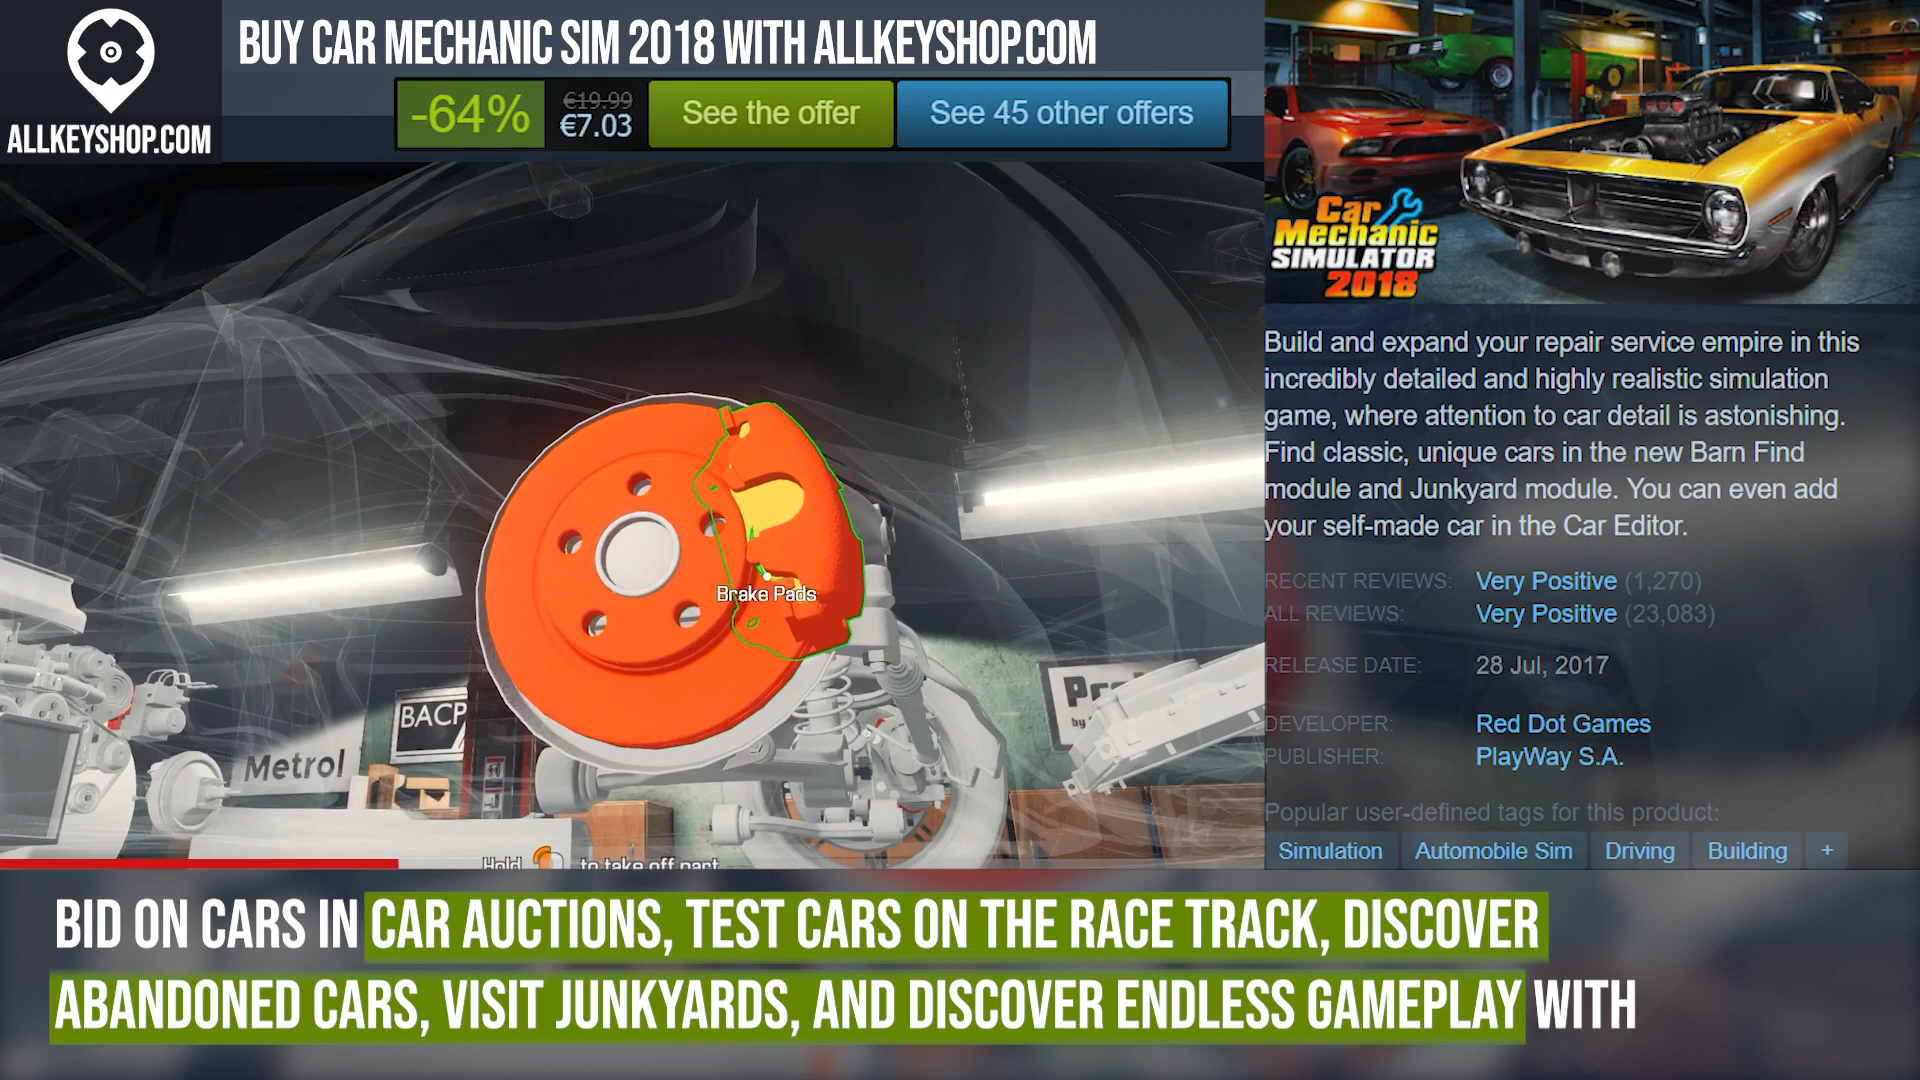 ALLKEYSHOP.COM
BUY CAR MECHANIC SIM 2018 WITH ALLKEYSHOP.COM
-64%
€19.99
€7.03
See the offer
See 45 other offers
Car
Mechanic
SIMULATOR
2018
Build and expand your repair service empire in this
incredibly detailed and highly realistic simulation
game, where attention to car detail is astonishing.
Find classic, unique cars in the new Barn Find
module and Junkyard module. You can even add
your self-made car in the Car Editor.
RECENT REVIEWS: Very Positive (1,270)
ALL REVIEWS: Very Positive (23,083)
RELEASE DATE: 28 Jul, 2017
DEVELOPER: Red Dot Games
PUBLISHER: PlayWay S.A.
Popular user-defined tags for this product:
Simulation Automobile Sim Driving Building +
Brake Pads
BACP
Metrol
by
Hold to take off part
BID ON CARS IN CAR AUCTIONS, TEST CARS ON THE RACE TRACK, DISCOVER
ABANDONED CARS, VISIT JUNKYARDS, AND DISCOVER ENDLESS GAMEPLAY WITH